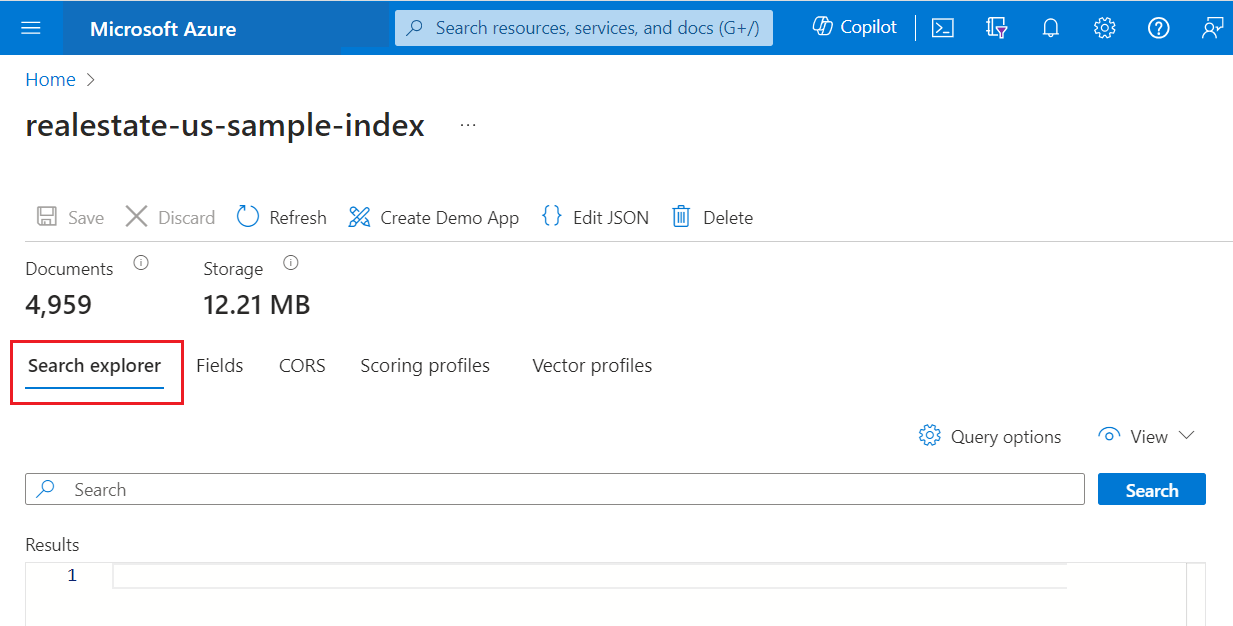 Microsoft Azure Search resources, services, and docs (G+/) Copilot
Home >
realestate-us-sample-index ...
Save Discard Refresh Create Demo App {} Edit JSON Delete
Documents Storage
4,959 12.21 MB
Search explorer Fields CORS Scoring profiles Vector profiles
Query options View
Search Search
Results
1